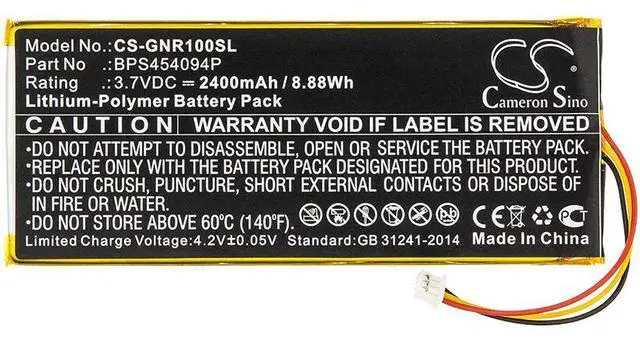 Model No.:CS-GNR100SL
Part No. :BPS454094P
Rating :3.7VDC ⎓ 2400mAh / 8.88Wh
Lithium-Polymer Battery Pack
CS
Cameron Sino
CAUTION WARRANTY VOID IF LABEL REMOVED!
•DO NOT ATTEMPT TO DISASSEMBLE, OPEN OR SERVICE THE BATTERY PACK
•REPLACE ONLY WITH THE BATTERY PACK DESIGNATED FOR THIS PRODUCT
•DO NOT CRUSH, PUNCTURE, SHORT EXTERNAL CONTACTS OR DISPOSE OF
IN FIRE OR WATER
•DO NOT STORE ABOVE 60°C (140°F)
Limited Charge Voltage:4.2V±0.05V Standard:GB 31241-2014
CE
Made In China